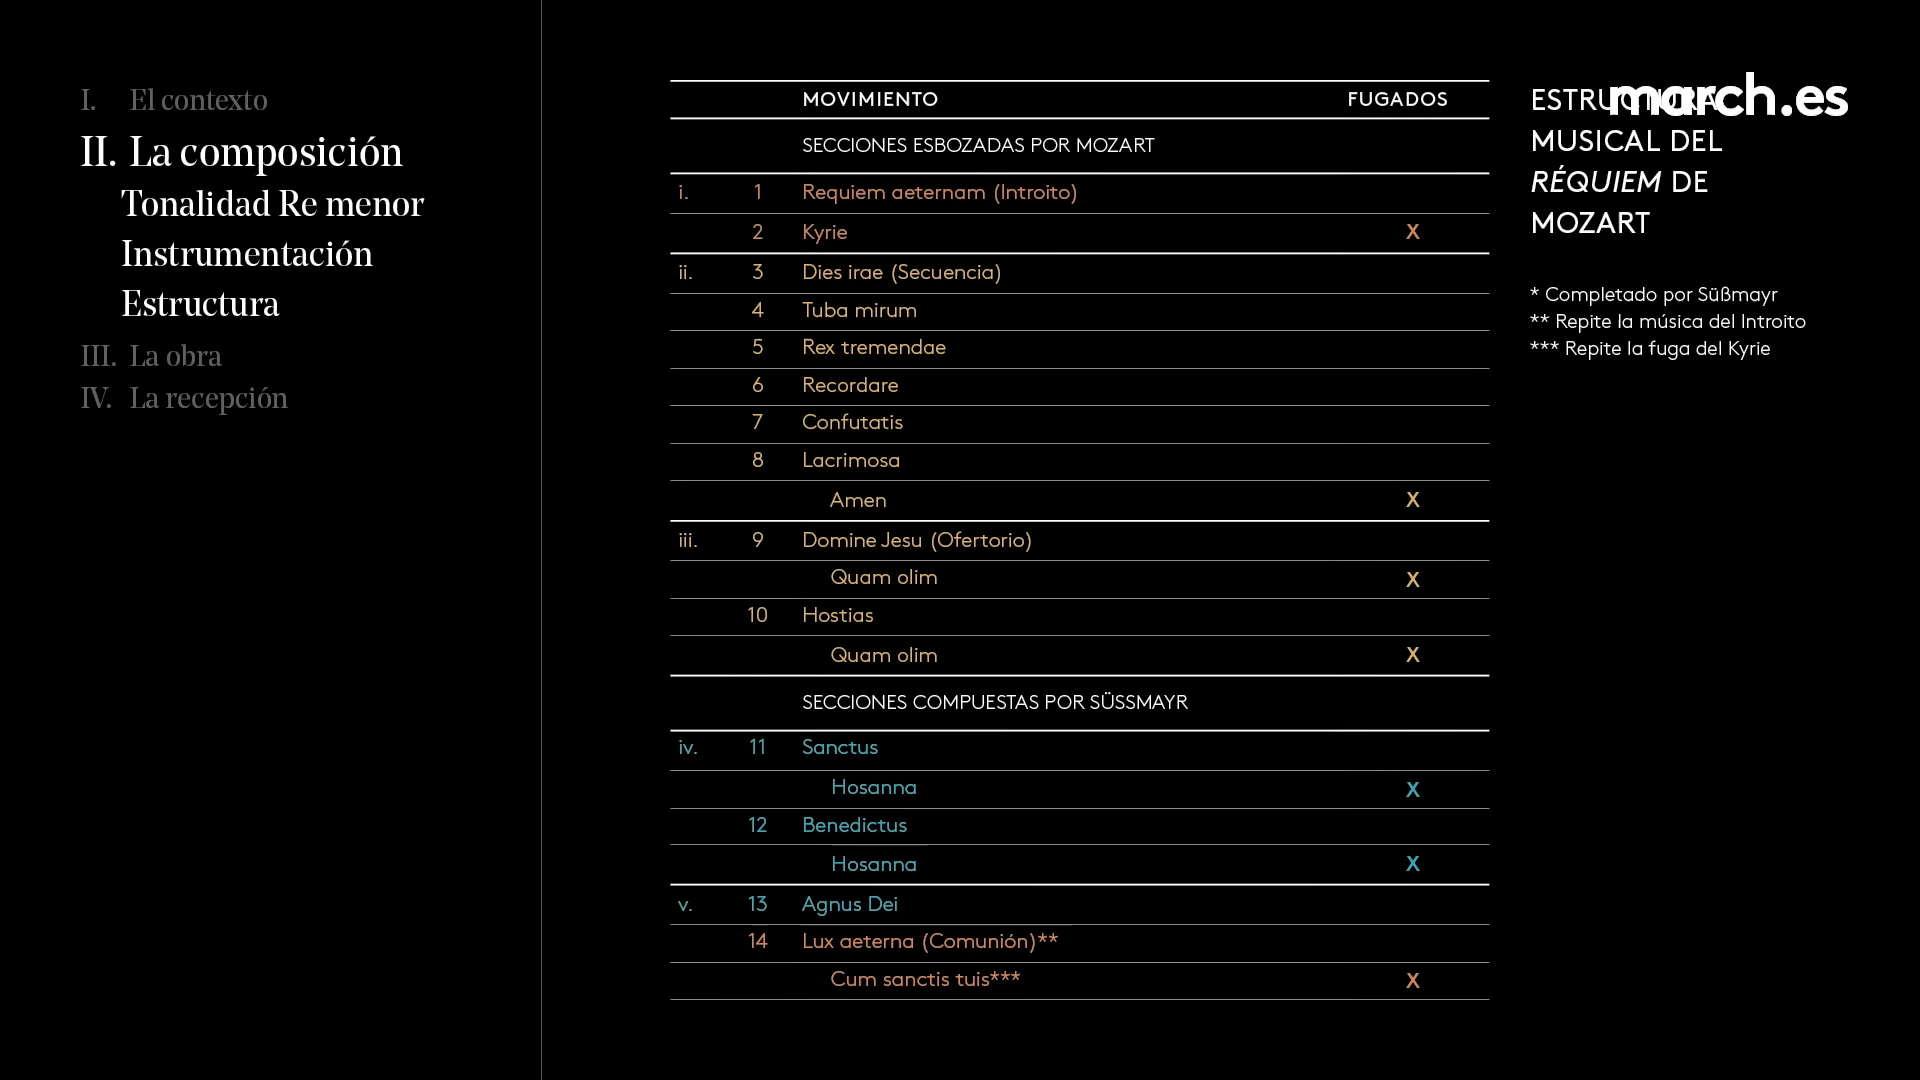 I. El contexto
II. La composición
Tonalidad Re menor
Instrumentación
Estructura
III. La obra
IV. La recepción
MOVIMIENTO FUGADOS
SECCIONES ESBOZADAS POR MOZART
i. 1 Requiem aeternam (Introito)
2 Kyrie X
ii. 3 Dies irae (Secuencia)
4 Tuba mirum
5 Rex tremendae
6 Recordare
7 Confutatis
8 Lacrimosa
Amen X
iii. 9 Domine Jesu (Ofertorio)
Quam olim X
10 Hostias
Quam olim X
SECCIONES COMPUESTAS POR SÜSSMAYR
iv. 11 Sanctus
Hosanna X
12 Benedictus
Hosanna X
v. 13 Agnus Dei
14 Lux aeterna (Comunión)**
Cum sanctis tuis*** X
ESTRUCTURA
MUSICAL DEL
RÉQUIEM DE
MOZART
march.es
* Completado por Süßmayr
** Repite la música del Introito
*** Repite la fuga del Kyrie